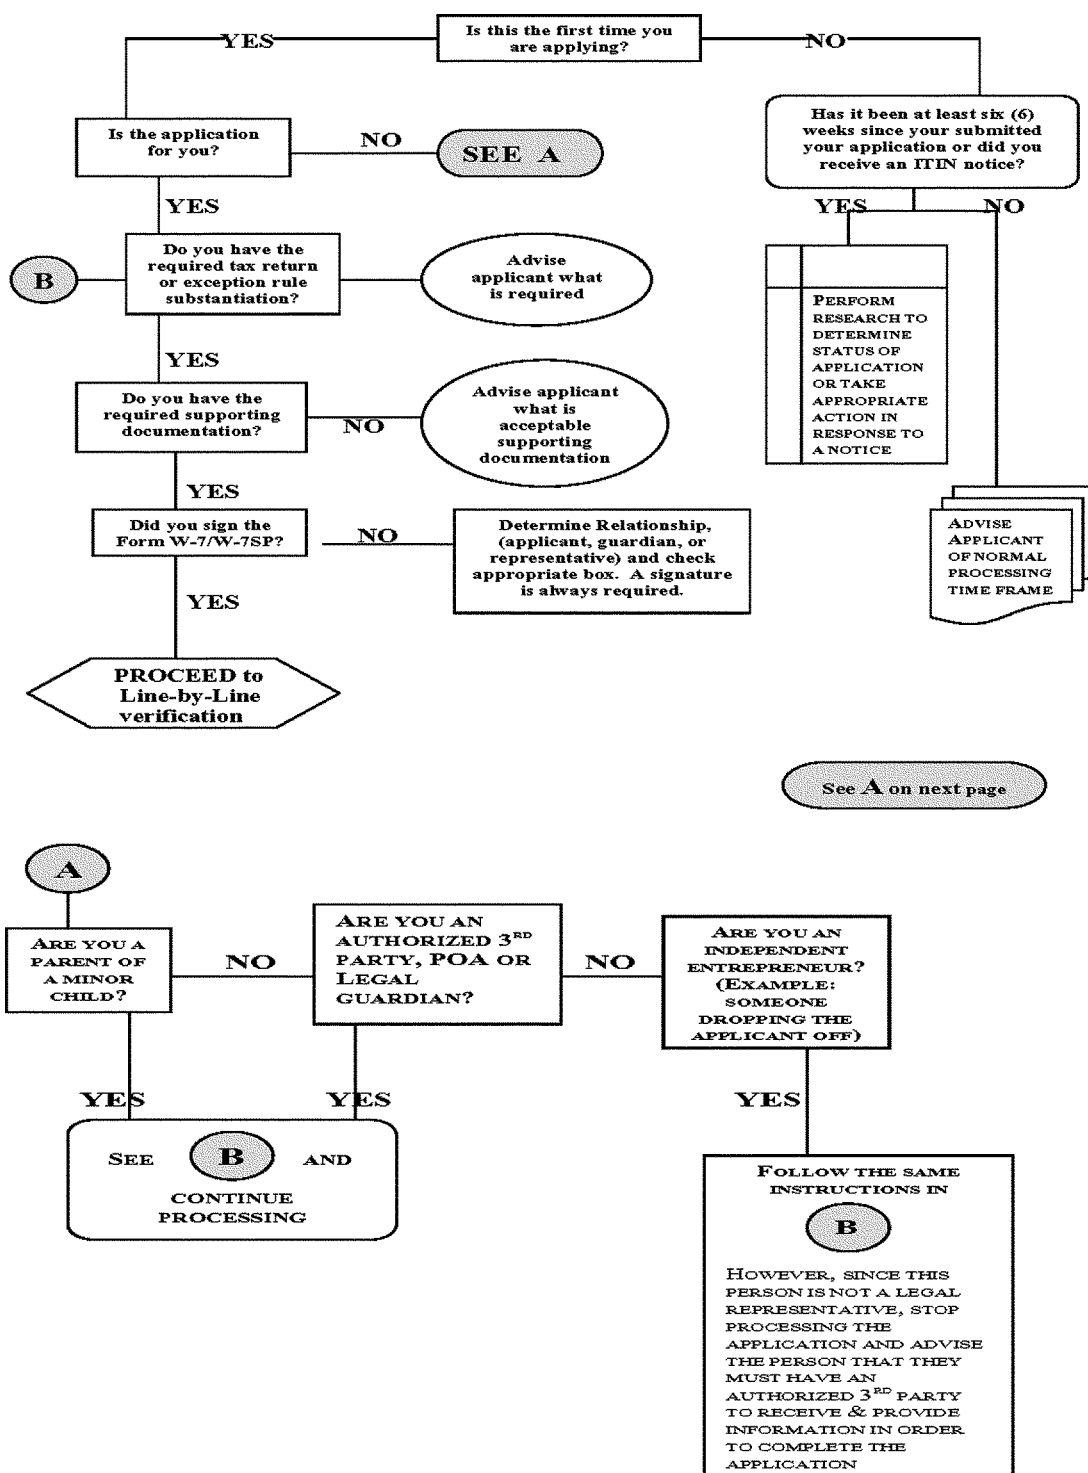 Is this the first time you
are applying?
YES
NO
Is the application
for you?
NO
SEE A
Has it been at least six (6)
weeks since your submitted
your application or did you
receive an ITIN notice?
YES
YES
NO
B
Do you have the
required tax return
or exception rule
substantiation?
Advise
applicant what
is required
PERFORM
RESEARCH TO
DETERMINE
STATUS OF
APPLICATION
OR TAKE
APPROPRIATE
ACTION IN
RESPONSE TO
A NOTICE
YES
Do you have the
required supporting
documentation?
NO
Advise applicant
what is
acceptable
supporting
documentation
YES
Did you sign the
Form W-7/W-7SP?
NO
Determine Relationship,
(applicant, guardian, or
representative) and check
appropriate box. A signature
is always required.
ADVISE
APPLICANT
OF NORMAL
PROCESSING
TIME FRAME
YES
PROCEED to
Line-by-Line
verification
See A on next page
A
ARE YOU A
PARENT OF
A MINOR
CHILD?
NO
ARE YOU AN
AUTHORIZED 3RD
PARTY, POA OR
LEGAL
GUARDIAN?
NO
ARE YOU AN
INDEPENDENT
ENTREPRENEUR?
(EXAMPLE:
SOMEONE
DROPPING THE
APPLICANT OFF)
YES
YES
YES
SEE B AND
CONTINUE
PROCESSING
FOLLOW THE SAME
INSTRUCTIONS IN
B
HOWEVER, SINCE THIS
PERSON IS NOT A LEGAL
REPRESENTATIVE, STOP
PROCESSING THE
APPLICATION AND ADVISE
THE PERSON THAT THEY
MUST HAVE AN
AUTHORIZED 3RD PARTY
TO RECEIVE & PROVIDE
INFORMATION IN ORDER
TO COMPLETE THE
APPLICATION